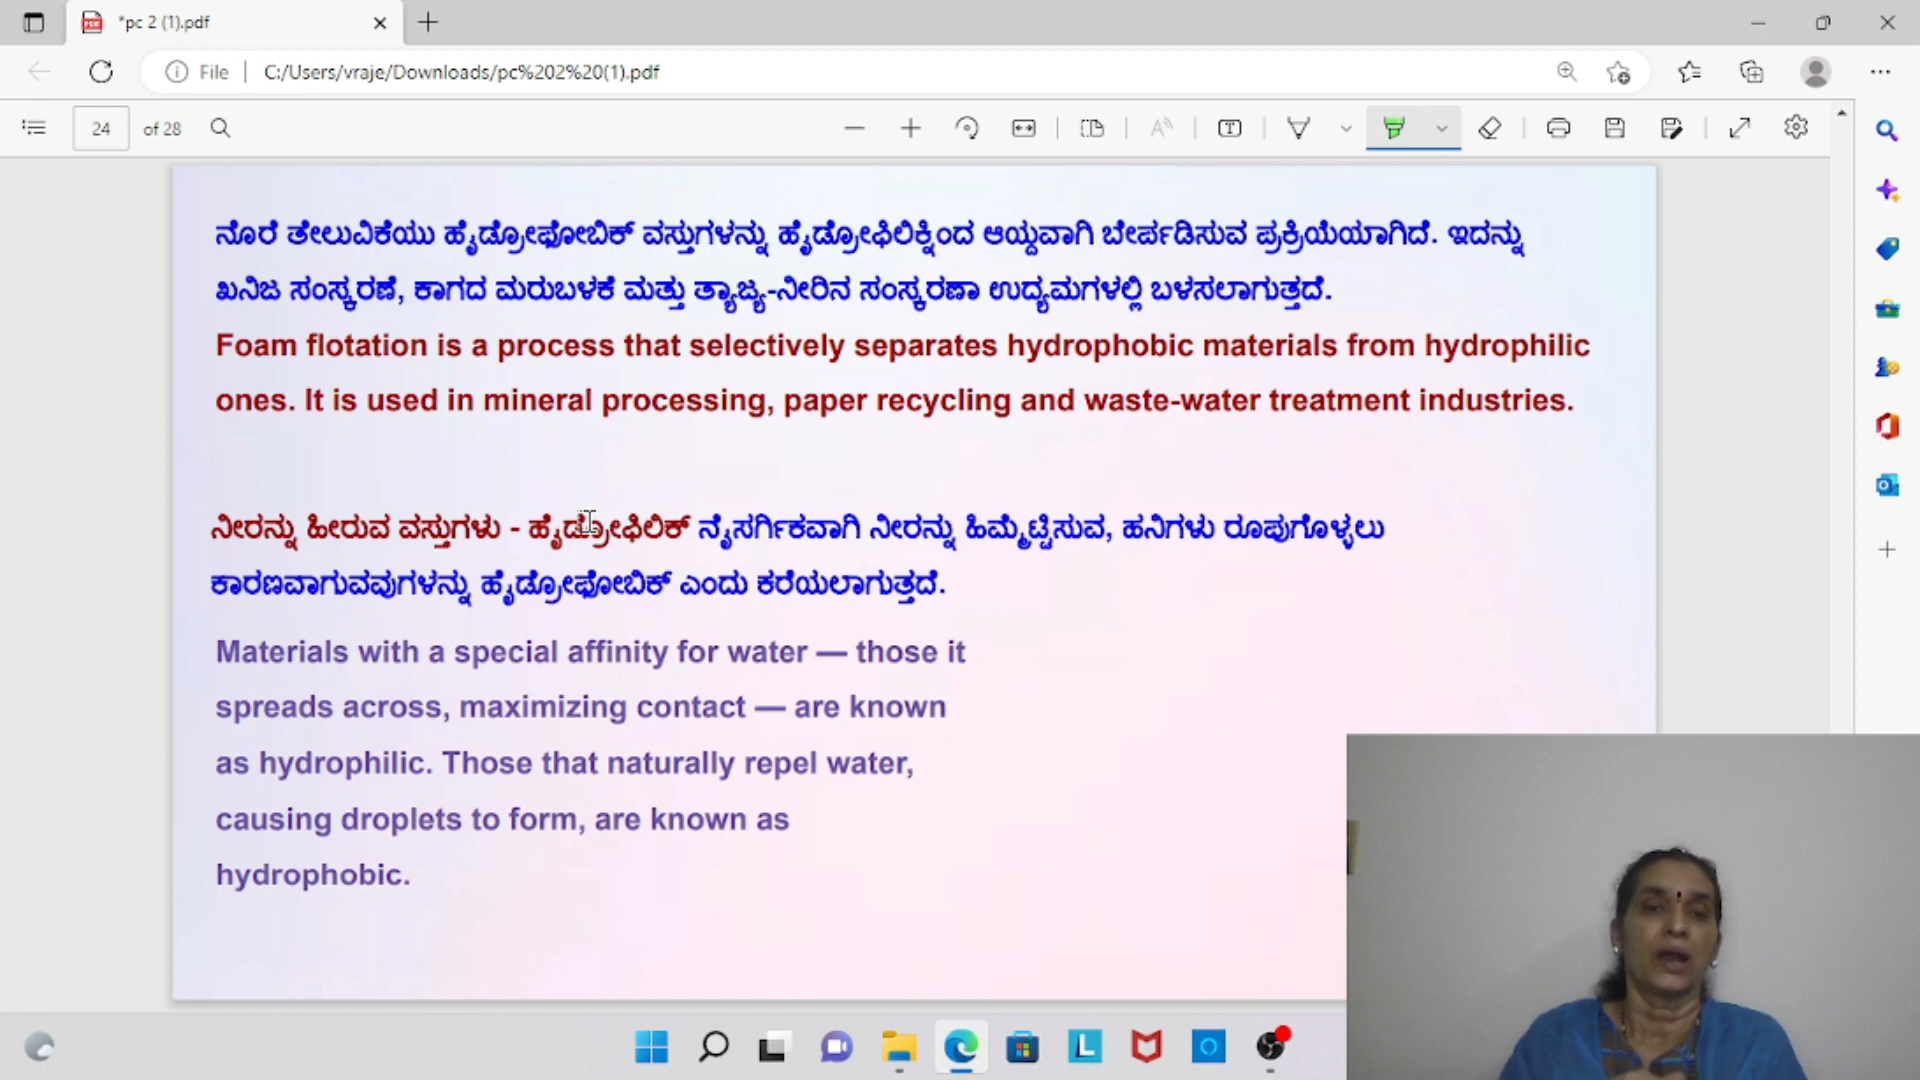 *pc 2 (1).pdf
File
C:/Users/vraje/Downloads/pc%202%20(1).pdf
24 of 28
ನೊರೆ ತೇಲುವಿಕೆಯು ಹೈಡ್ರೋಫೋಬಿಕ್ ವಸ್ತುಗಳನ್ನು ಹೈಡ್ರೋಫಿಲಿಕ್ನಿಂದ ಆಯ್ದವಾಗಿ ಬೇರ್ಪಡಿಸುವ ಪ್ರಕ್ರಿಯೆಯಾಗಿದೆ. ಇದನ್ನು
ಖನಿಜ ಸಂಸ್ಕರಣೆ, ಕಾಗದ ಮರುಬಳಕೆ ಮತ್ತು ತ್ಯಾಜ್ಯ-ನೀರಿನ ಸಂಸ್ಕರಣಾ ಉದ್ಯಮಗಳಲ್ಲಿ ಬಳಸಲಾಗುತ್ತದೆ.
Foam flotation is a process that selectively separates hydrophobic materials from hydrophilic
ones. It is used in mineral processing, paper recycling and waste-water treatment industries.
ನೀರನ್ನು ಹೀರುವ ವಸ್ತುಗಳು - ಹೈಡ್ರೋಫಿಲಿಕ್ ನೈಸರ್ಗಿಕವಾಗಿ ನೀರನ್ನು ಹಿಮ್ಮೆಟ್ಟಿಸುವ, ಹನಿಗಳು ರೂಪುಗೊಳ್ಳಲು
ಕಾರಣವಾಗುವವುಗಳನ್ನು ಹೈಡ್ರೋಫೋಬಿಕ್ ಎಂದು ಕರೆಯಲಾಗುತ್ತದೆ.
Materials with a special affinity for water — those it
spreads across, maximizing contact — are known
as hydrophilic. Those that naturally repel water,
causing droplets to form, are known as
hydrophobic.